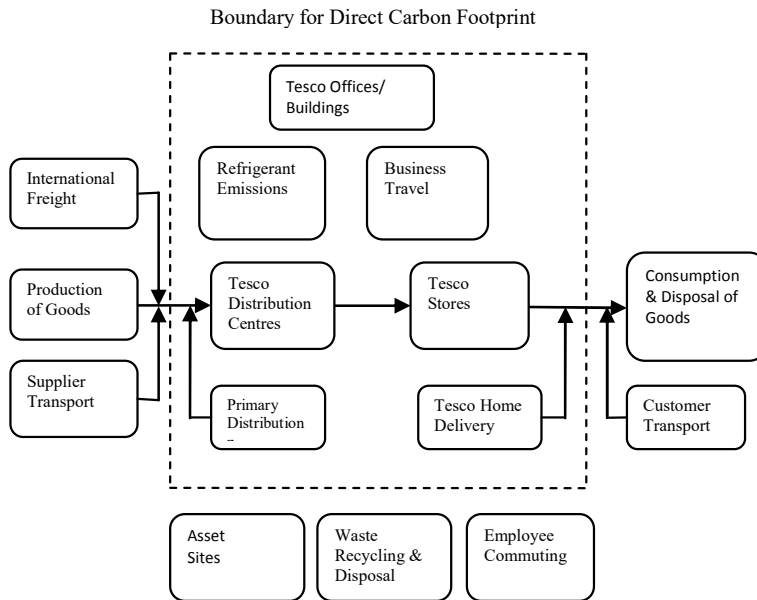 Boundary for Direct Carbon Footprint
Tesco Offices/
Buildings
Refrigerant
Emissions
Business
Travel
International
Freight
Production
of Goods
Tesco
Distribution
Centres
Tesco
Stores
Consumption
& Disposal of
Goods
Supplier
Transport
Primary
Distribution
Tesco Home
Delivery
Customer
Transport
Asset
Sites
Waste
Recycling &
Disposal
Employee
Commuting